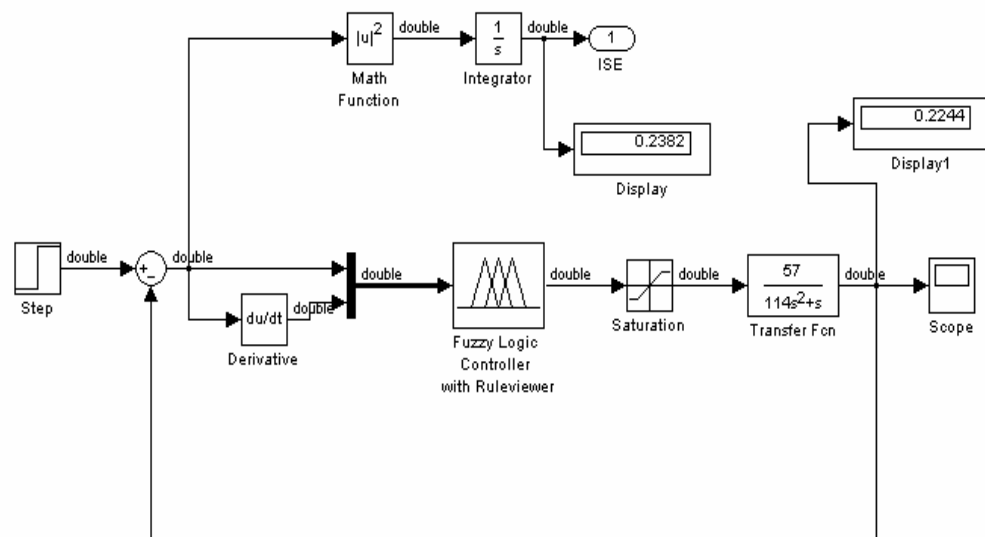 double
double
|u|²
1
s
1
Math
Function
Integrator
ISE
0.2382
Display
0.2244
Display1
double
double
double
double
double
double
+
−
Step
du/dt
double
Derivative
Fuzzy Logic
Controller
with Ruleviewer
Saturation
57
114s²+s
Transfer Fcn
Scope